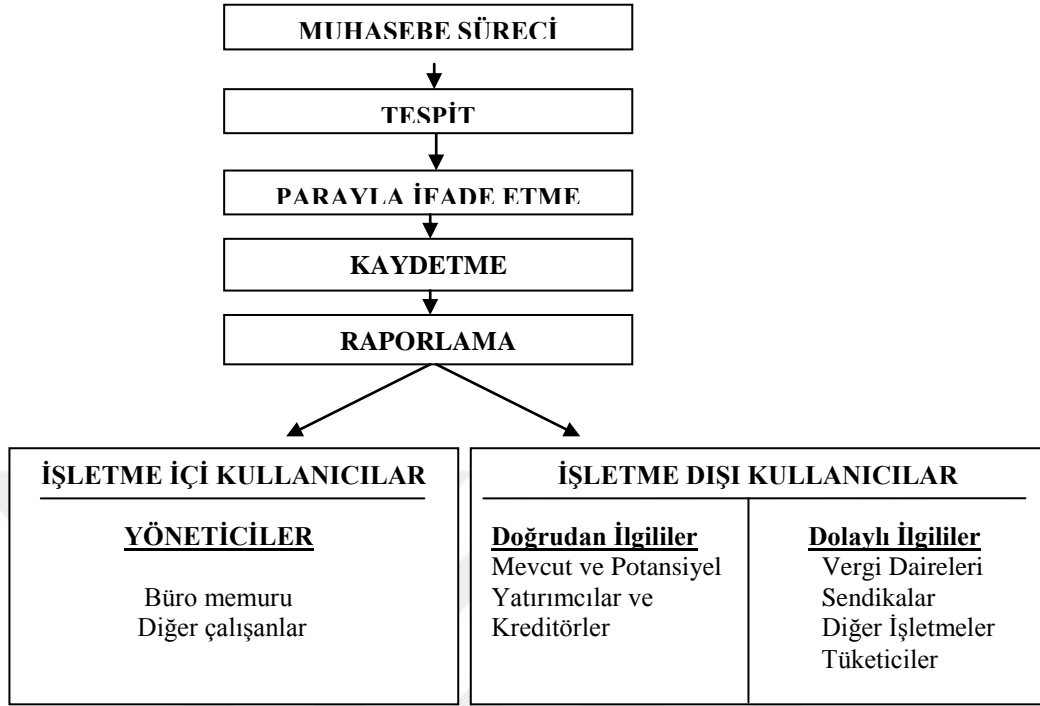 MUHASEBE SÜRECİ
TESPİT
PARAYLA İFADE ETME
KAYDETME
RAPORLAMA
İŞLETME İÇİ KULLANICILAR
YÖNETİCİLER
Büro memuru
Diğer çalışanlar
İŞLETME DIŞI KULLANICILAR
Doğrudan İlgililer
Mevcut ve Potansiyel
Yatırımcılar ve
Kreditörler
Dolaylı İlgililer
Vergi Daireleri
Sendikalar
Diğer İşletmeler
Tüketiciler